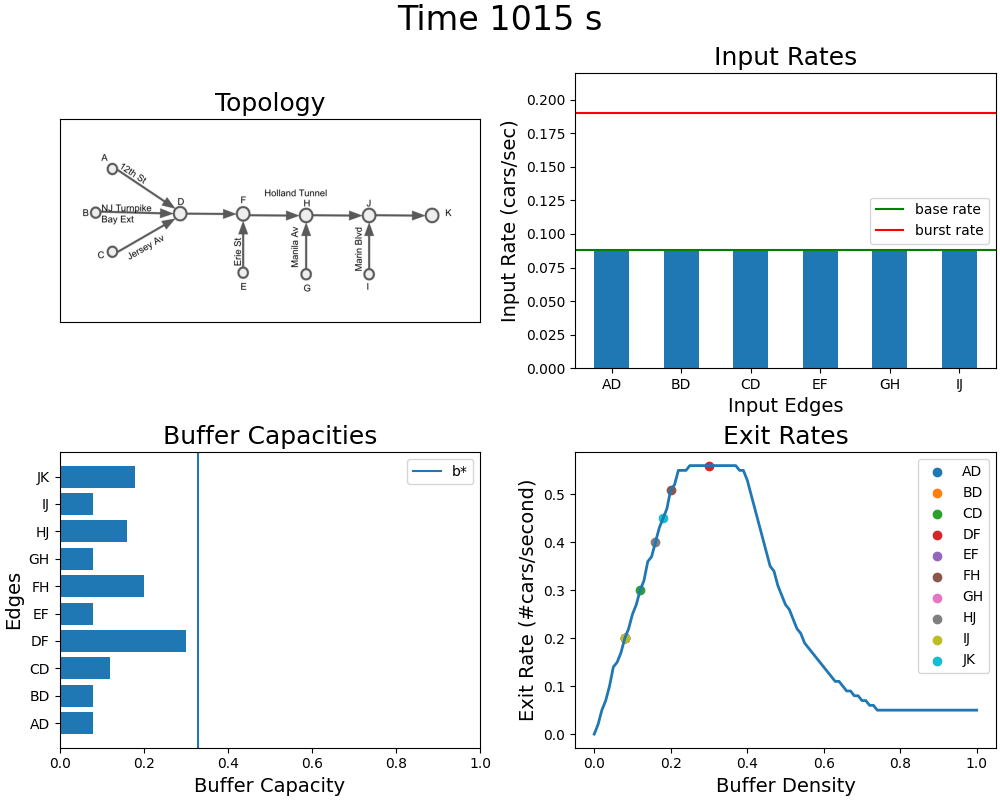 Time 1015 s
Topology
A
12th St
B
NJ Turnpike
Bay Ext
C
Jersey Av
D
F
Holland Tunnel
H
J
K
Erie St
Manila Av
Marin Blvd
E
G
I
Input Rates
Input Rate (cars/sec)
0.200
0.175
0.150
0.125
0.100
0.075
0.050
0.025
0.000
base rate
burst rate
AD BD CD EF GH IJ
Input Edges
Buffer Capacities
Edges
JK
IJ
HJ
GH
FH
EF
DF
CD
BD
AD
b*
0.0 0.2 0.4 0.6 0.8 1.0
Buffer Capacity
Exit Rates
Exit Rate (#cars/second)
0.5
0.4
0.3
0.2
0.1
0.0
AD
BD
CD
DF
EF
FH
GH
HJ
IJ
JK
0.0 0.2 0.4 0.6 0.8 1.0
Buffer Density